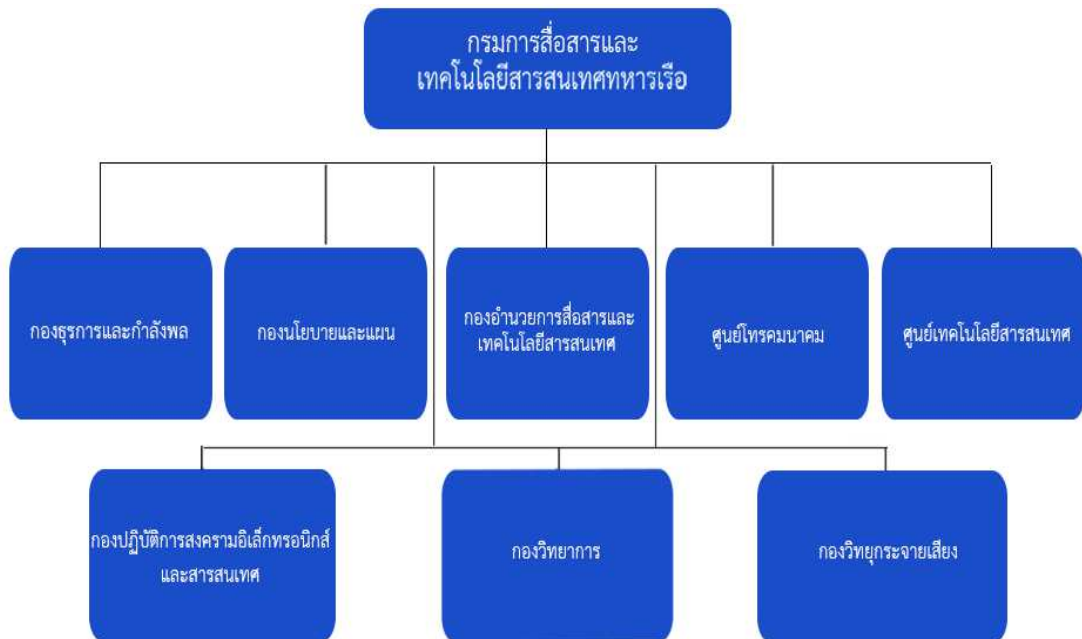 กรมการสื่อสารและ
เทคโนโลยีสารสนเทศทหารเรือ
กองธุรการและกำลังพล
กองนโยบายและแผน
กองอำนวยการสื่อสารและ
เทคโนโลยีสารสนเทศ
ศูนย์โทรคมนาคม
ศูนย์เทคโนโลยีสารสนเทศ
กองปฏิบัติการสงครามอิเล็กทรอนิกส์
และสารสนเทศ
กองวิทยาการ
กองวิทยุกระจายเสียง